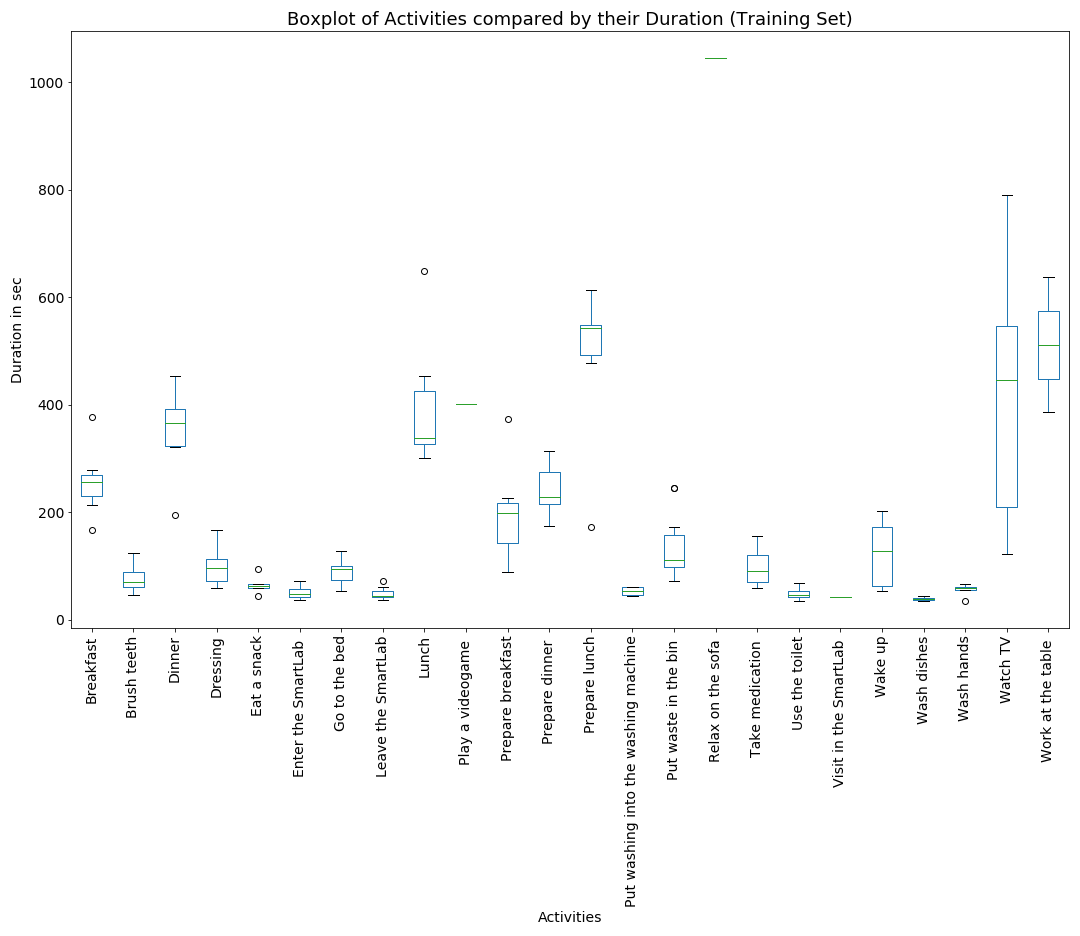 Boxplot of Activities compared by their Duration (Training Set)
Duration in sec
1000
800
600
400
200
0
Breakfast
Brush teeth
Dinner
Dressing
Eat a snack
Enter the SmartLab
Go to the bed
Leave the SmartLab
Lunch
Play a videogame
Prepare breakfast
Prepare dinner
Prepare lunch
Put washing into the washing machine
Put waste in the bin
Relax on the sofa
Take medication
Use the toilet
Visit in the SmartLab
Wake up
Wash dishes
Wash hands
Watch TV
Work at the table
Activities